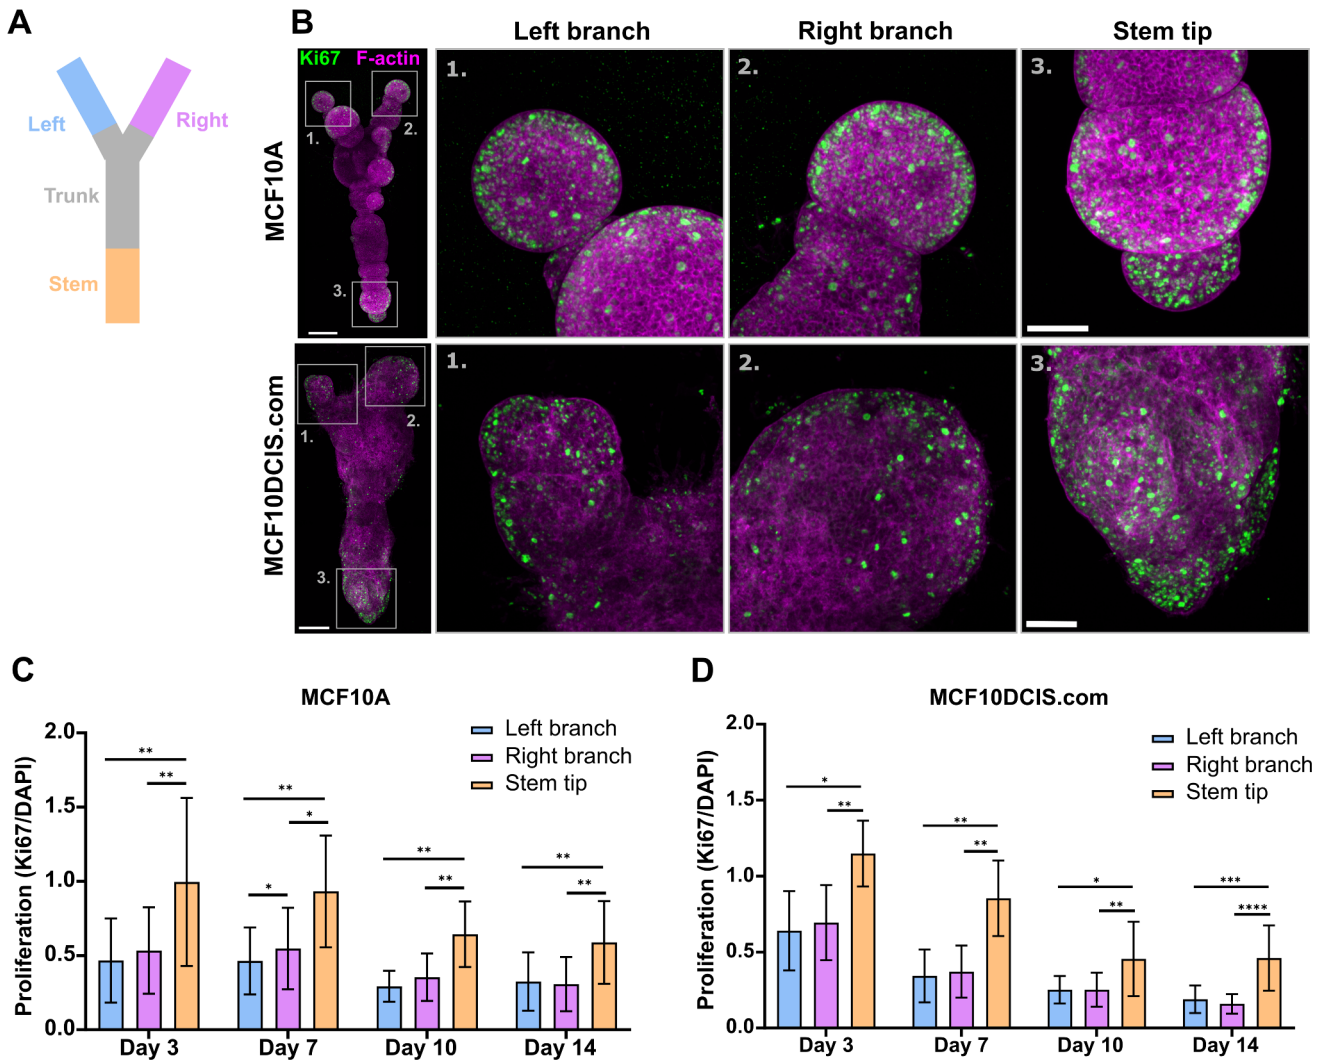 A
Left
Right
Trunk
Stem
B
Left branch
Right branch
Stem tip
MCF10A
Ki67 F-actin
1.
2.
3.
1.
2.
3.
MCF10DCIS.com
1.
2.
3.
1.
2.
3.
C
MCF10A
Proliferation (Ki67/DAPI)
2.0
1.5
1.0
0.5
0.0
Left branch
Right branch
Stem tip
**
**
**
*
*
**
**
**
**
Day 3
Day 7
Day 10
Day 14
D
MCF10DCIS.com
Proliferation (Ki67/DAPI)
2.0
1.5
1.0
0.5
0.0
Left branch
Right branch
Stem tip
*
**
**
**
*
**
***
****
Day 3
Day 7
Day 10
Day 14